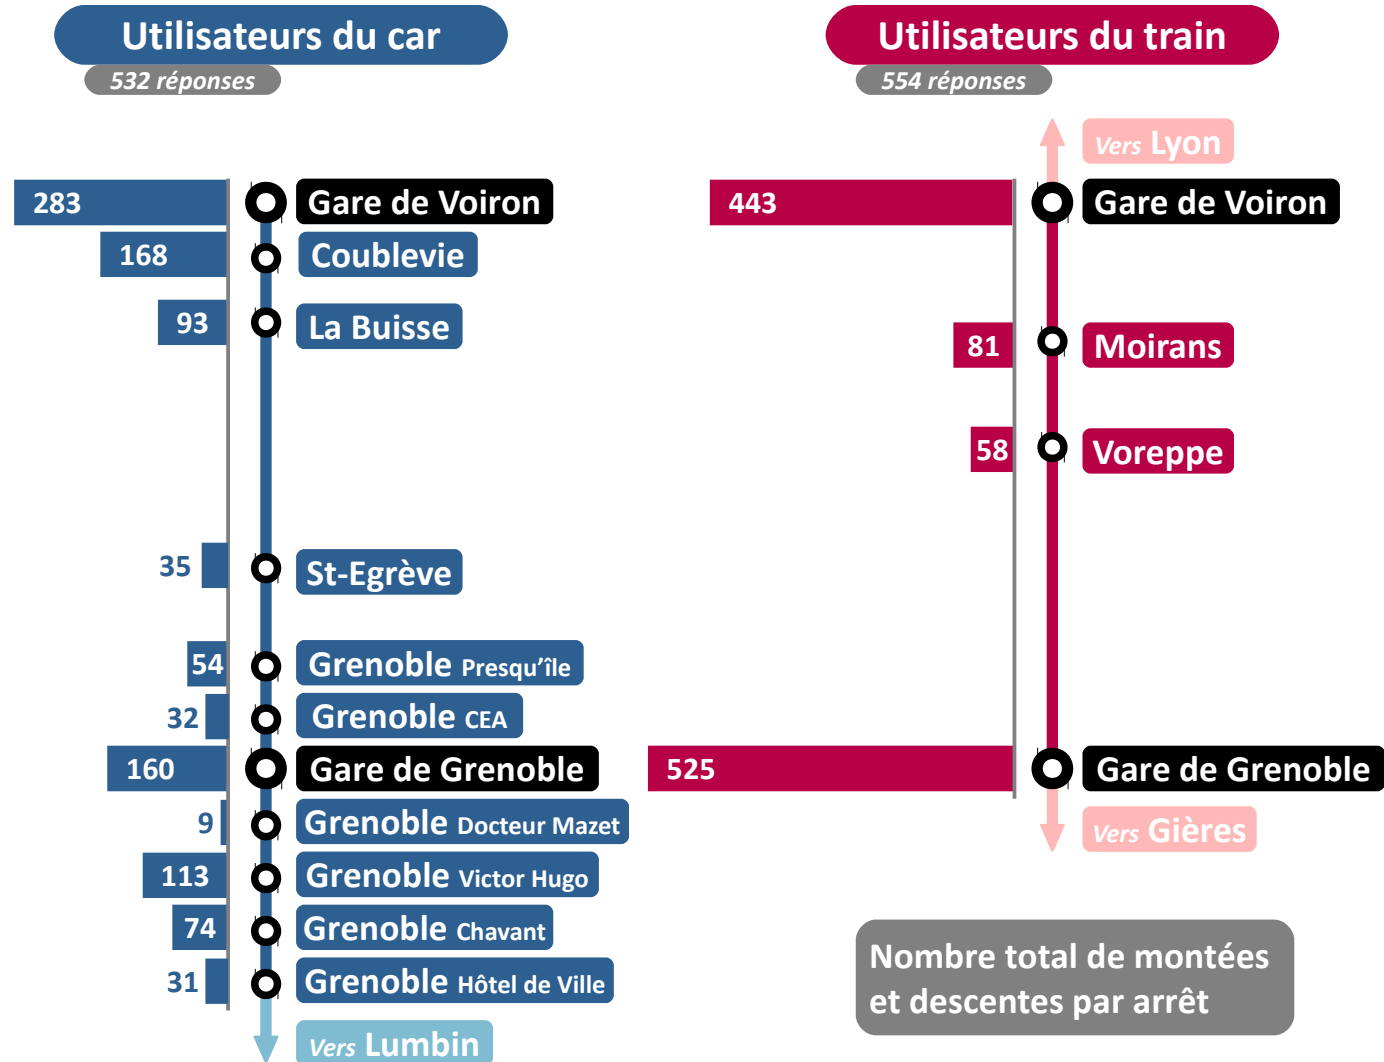 Utilisateurs du car
532 réponses
283 Gare de Voiron
168 Coublevie
93 La Buisse
35 St-Egrève
54 Grenoble Presqu'île
32 Grenoble CEA
160 Gare de Grenoble
9 Grenoble Docteur Mazet
113 Grenoble Victor Hugo
74 Grenoble Chavant
31 Grenoble Hôtel de Ville
Vers Lumbin
Utilisateurs du train
554 réponses
Vers Lyon
443 Gare de Voiron
81 Moirans
58 Voreppe
525 Gare de Grenoble
Vers Gières
Nombre total de montées
et descentes par arrêt